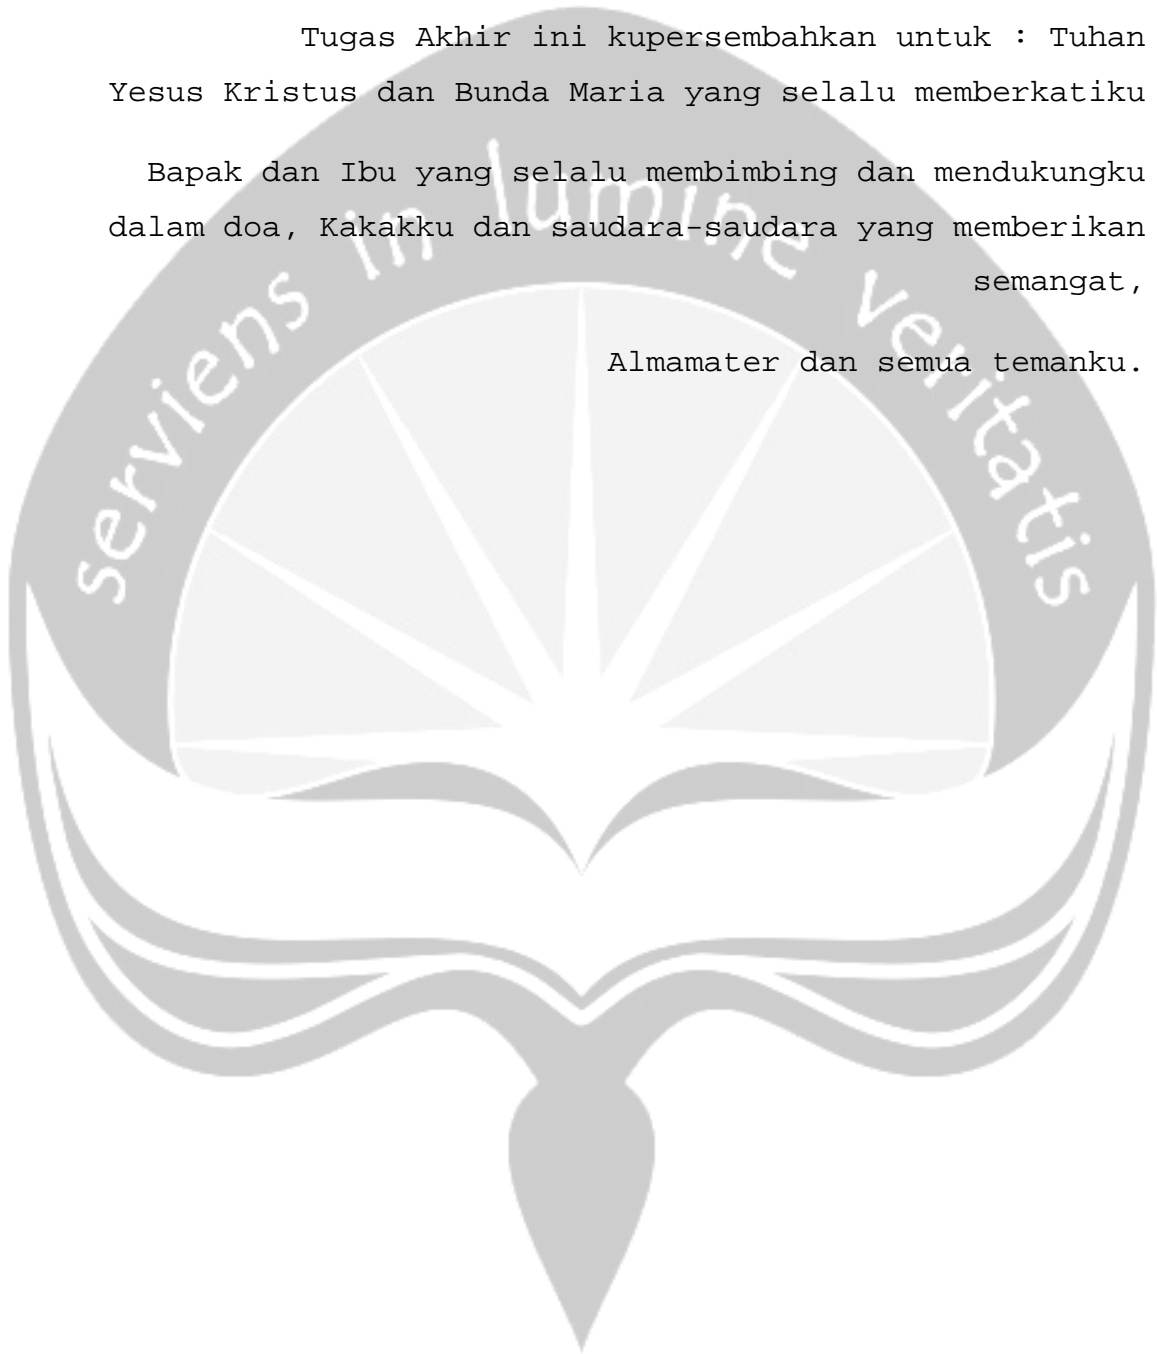 Tugas Akhir ini kupersembahkan untuk : Tuhan
Yesus Kristus dan Bunda Maria yang selalu memberkatiku
Bapak dan Ibu yang selalu membimbing dan mendukungku
dalam doa, Kakakku dan saudara-saudara yang memberikan
semangat,
Almamater dan semua temanku.
serviens in lumine veritatis